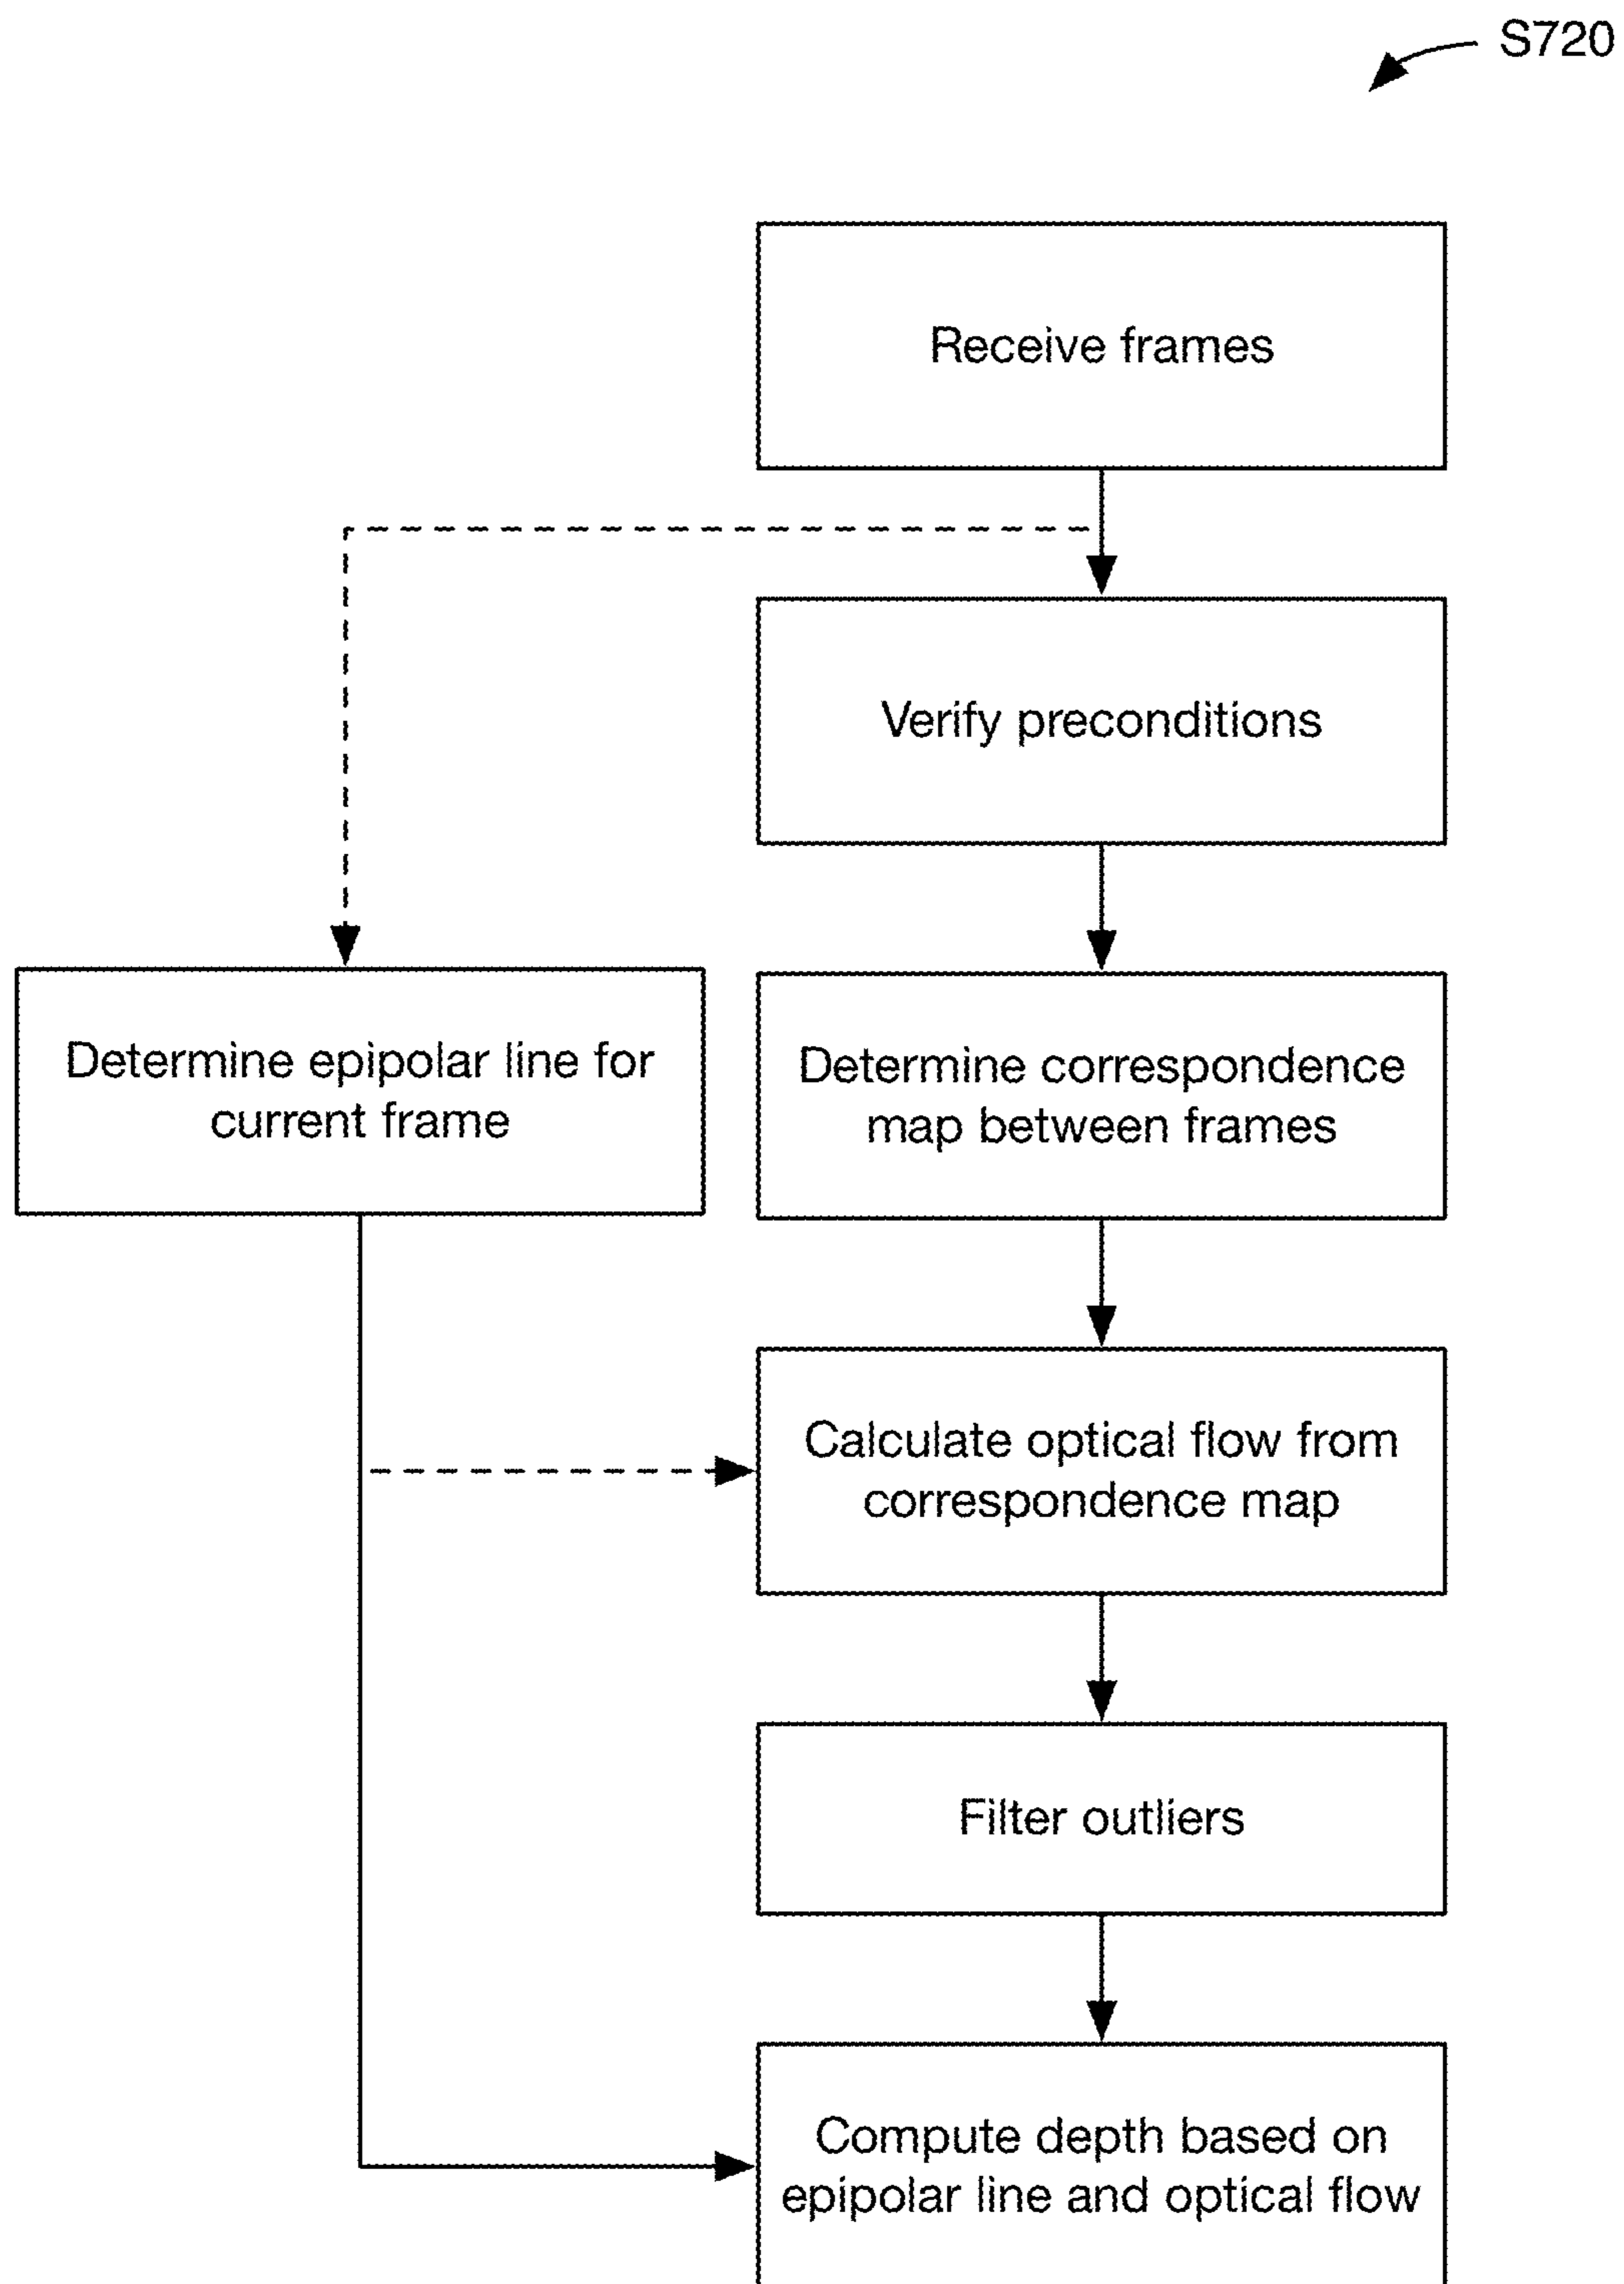 S720
Receive frames
Verify preconditions
Determine epipolar line for
current frame
Determine correspondence
map between frames
Calculate optical flow from
correspondence map
Filter outliers
Compute depth based on
epipolar line and optical flow